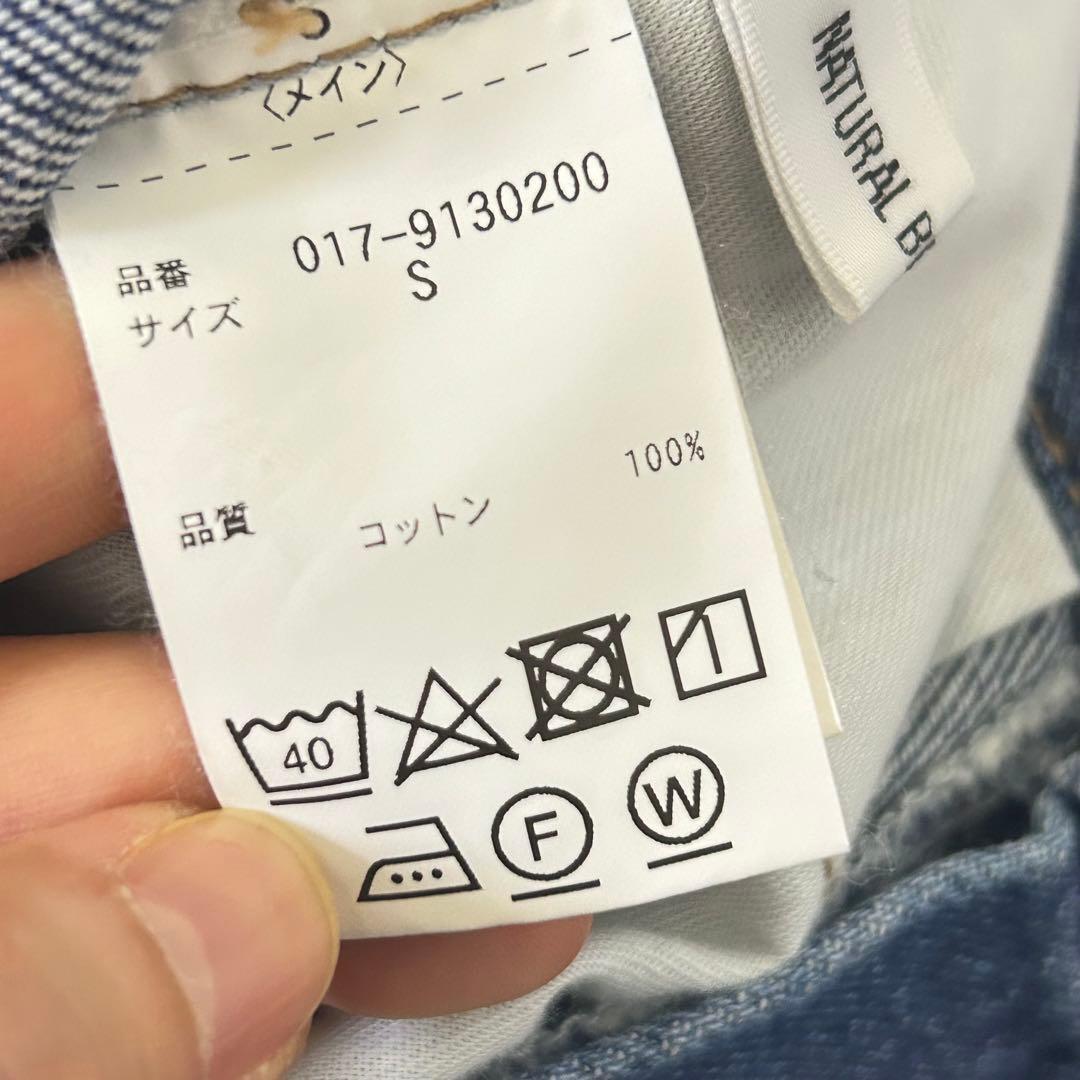 〈メイン〉
品番 017-9130200
サイズ S
品質 コットン 100%
40
F
W
NATURAL